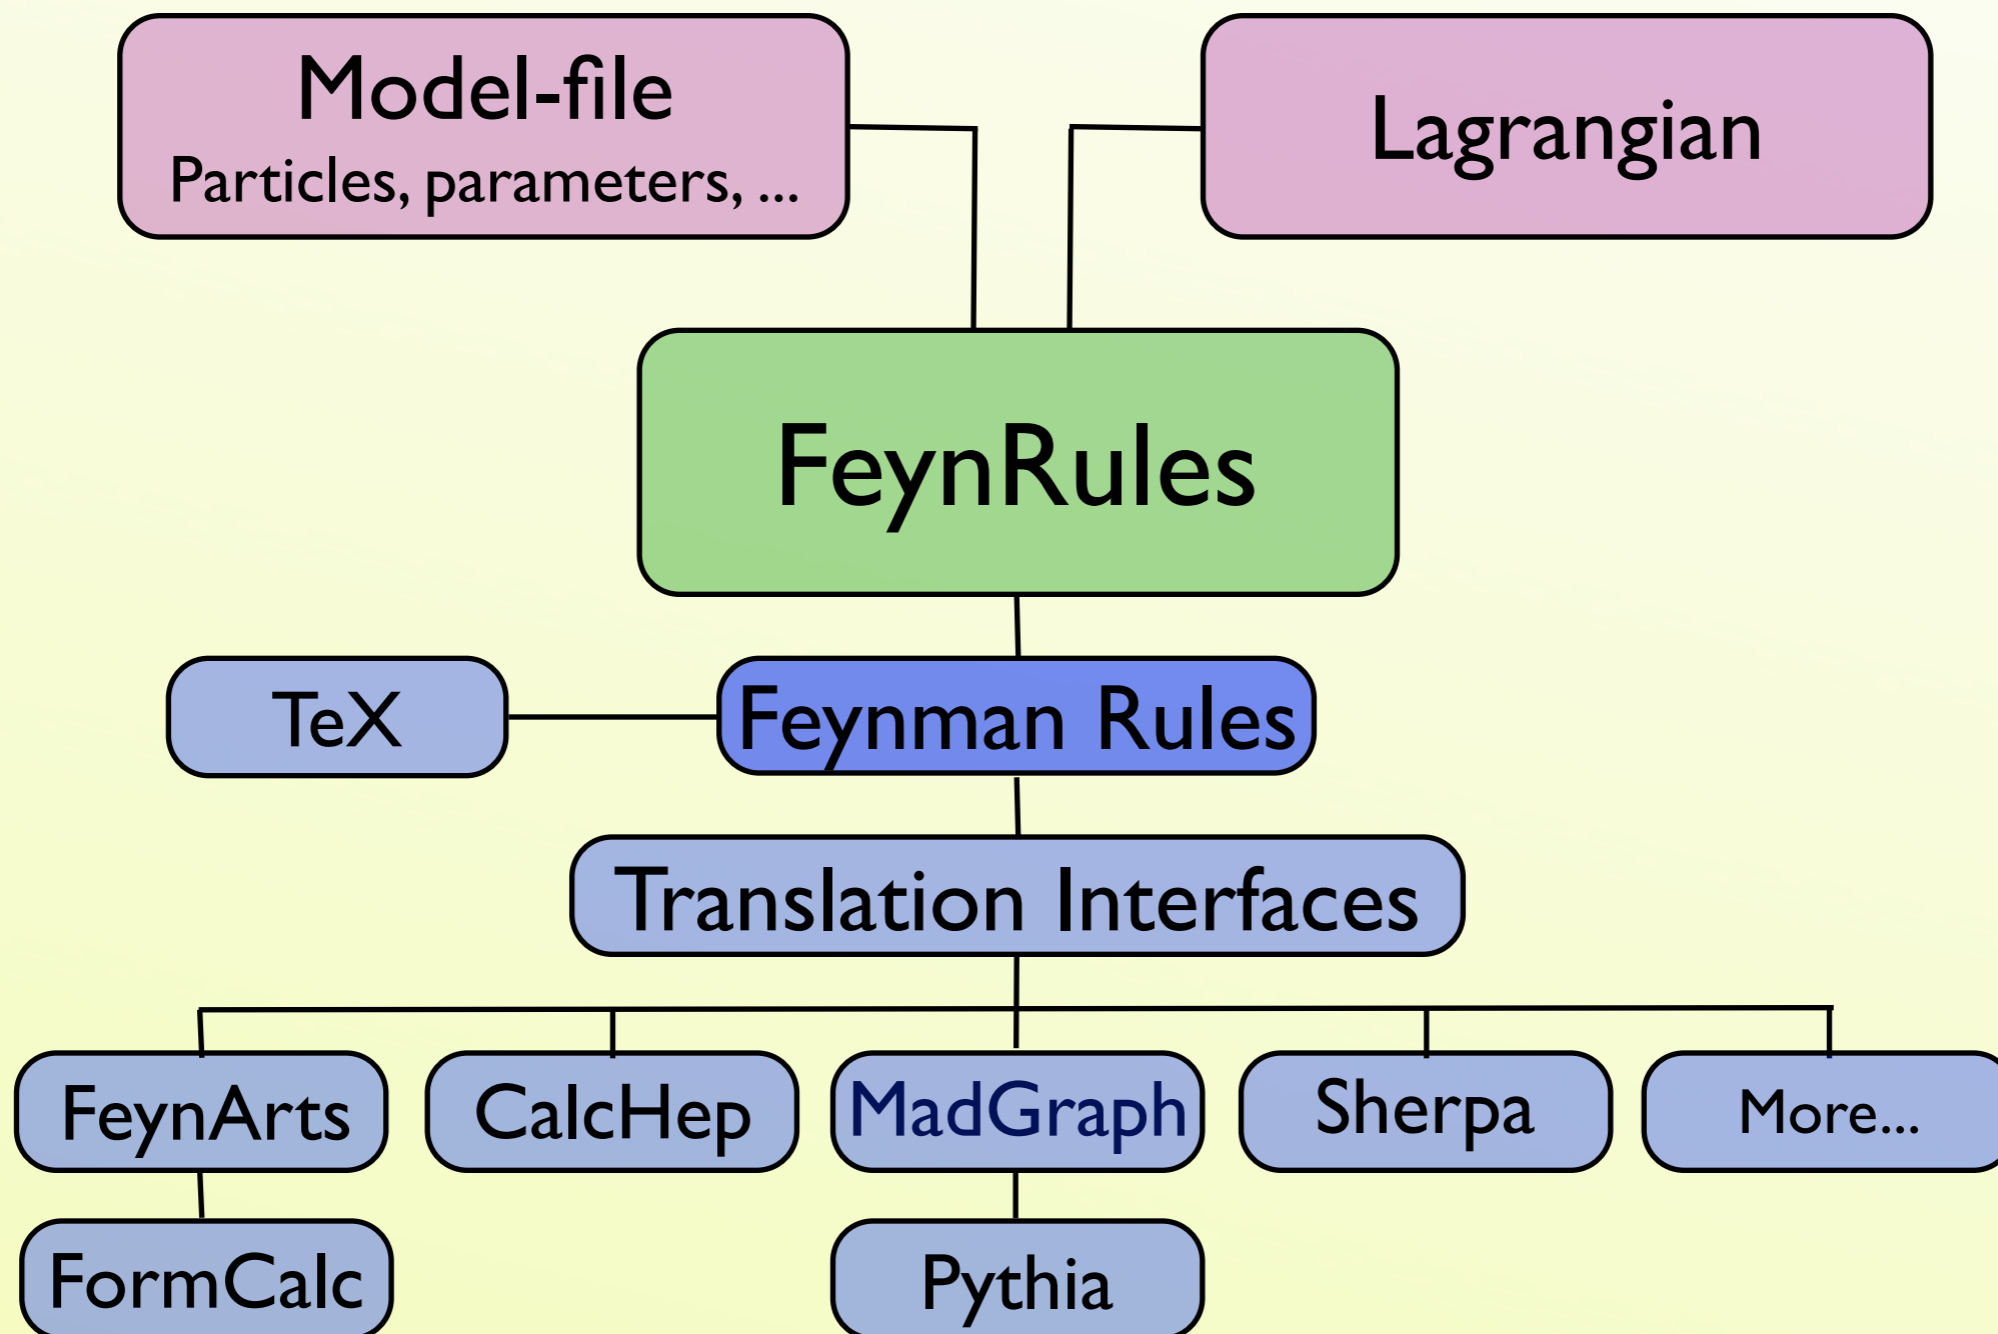 Model-file
Particles, parameters, ...
Lagrangian
FeynRules
TeX
Feynman Rules
Translation Interfaces
FeynArts
CalcHep
MadGraph
Sherpa
More...
FormCalc
Pythia